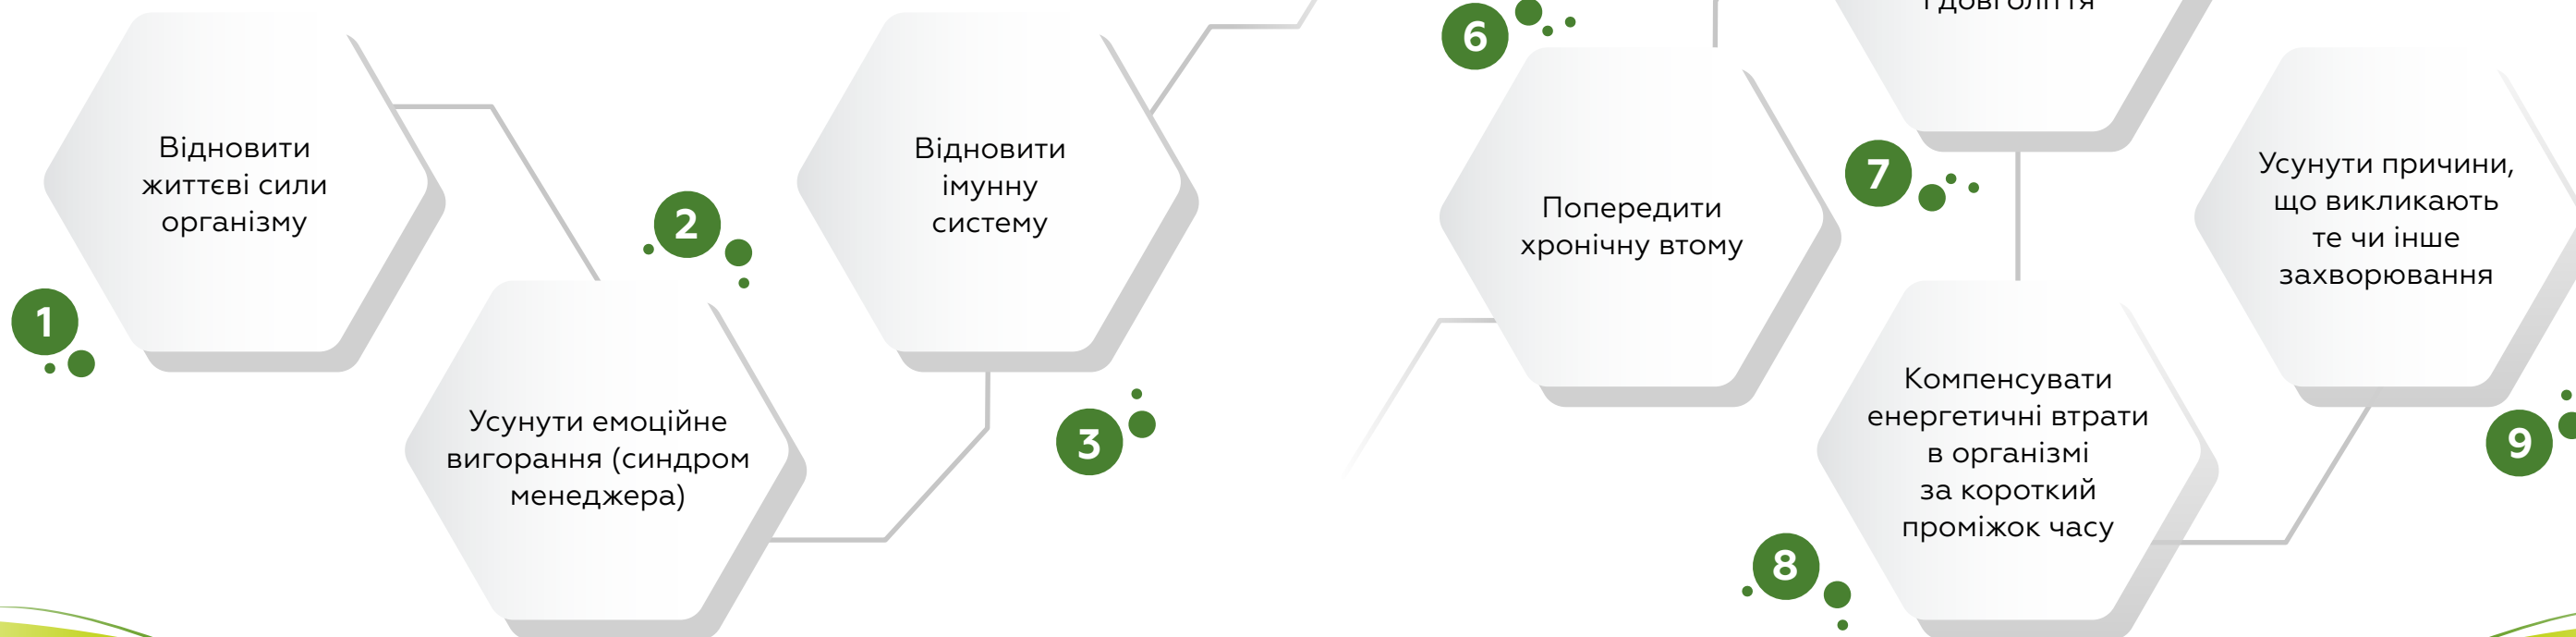 1
Відновити
життєві сили
організму
2
Усунути емоційне
вигорання (синдром
менеджера)
3
Відновити
імунну
систему
6
Попередити
хронічну втому
7
8
Компенсувати
енергетичні втрати
в організмі
за короткий
проміжок часу
9
Усунути причини,
що викликають
те чи інше
захворювання